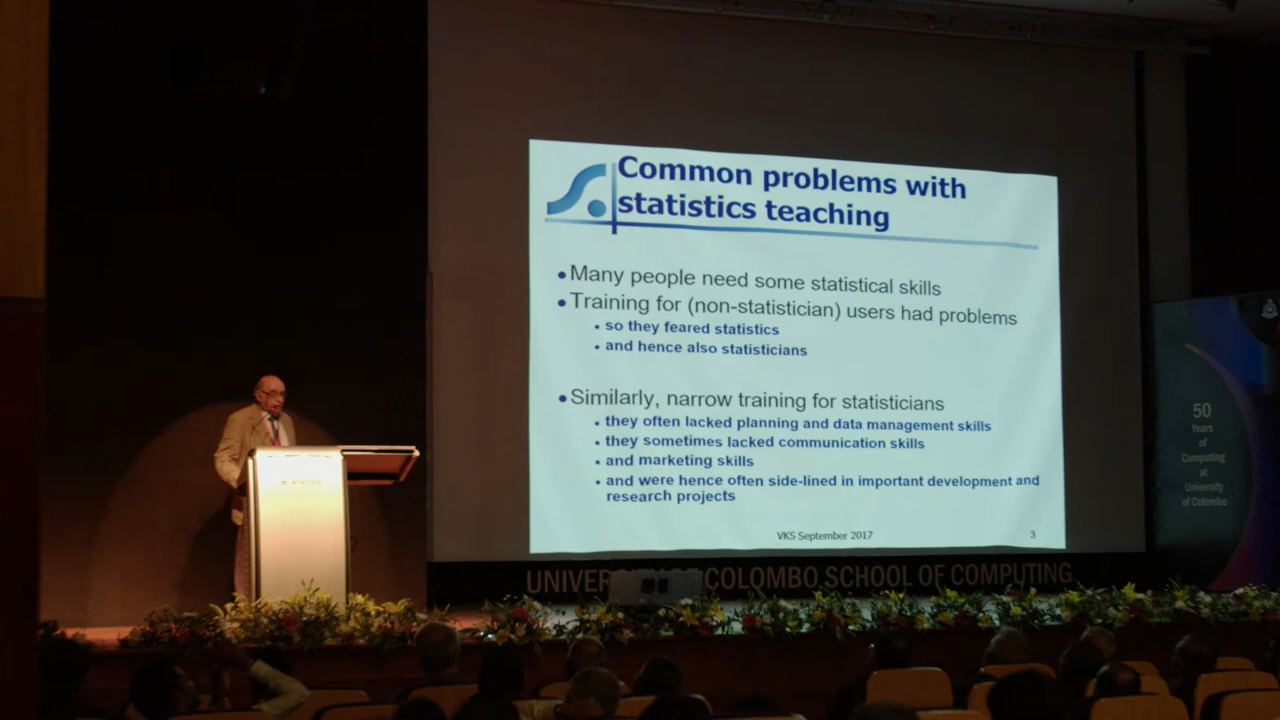 Common problems with
statistics teaching
• Many people need some statistical skills
• Training for (non-statistician) users had problems
• so they feared statistics
• and hence also statisticians
• Similarly, narrow training for statisticians
• they often lacked planning and data management skills
• they sometimes lacked communication skills
• and marketing skills
• and were hence often side-lined in important development and
research projects
VKS September 2017
3
50
Years
of
Computing
at
University
of Colombo
COLOMBO SCHOOL OF COMPUTING